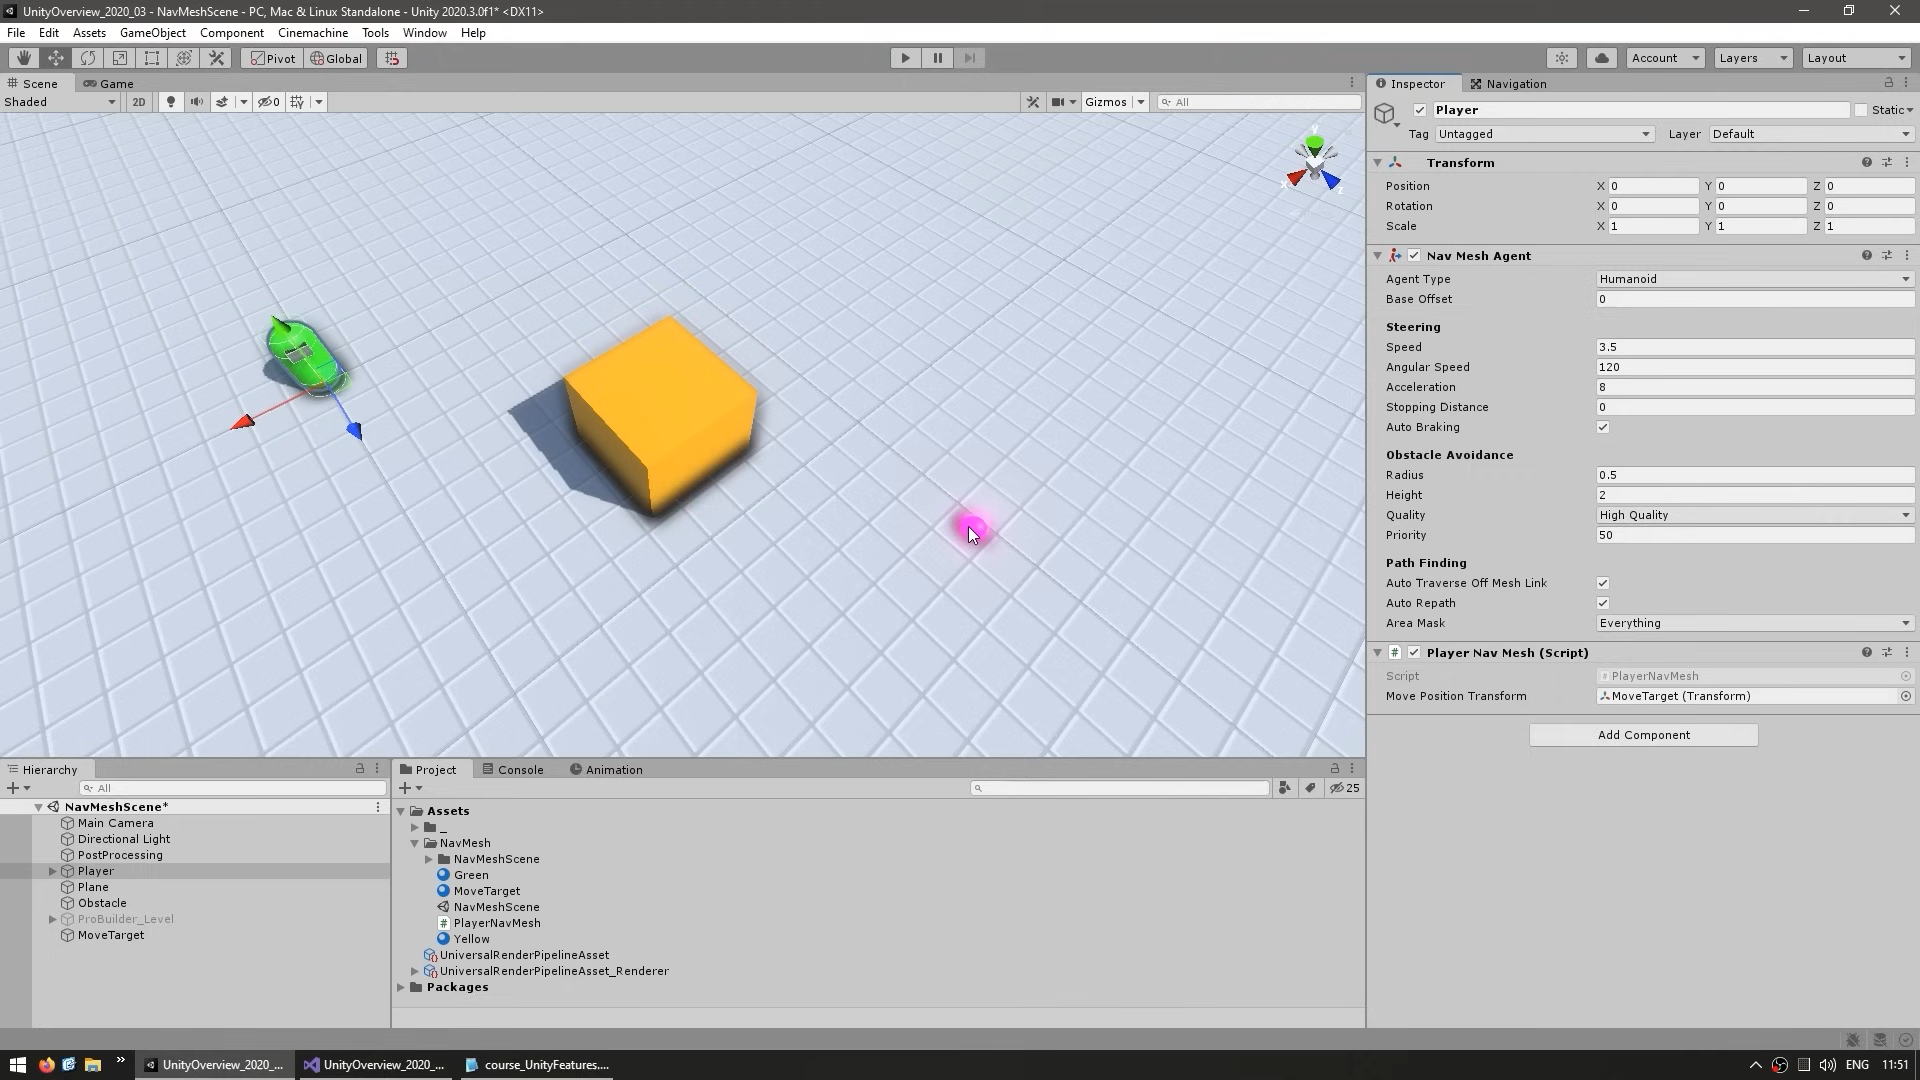 UnityOverview_2020_03 - NavMeshScene - PC, Mac & Linux Standalone - Unity 2020.3.0f1* <DX11>
File Edit Assets GameObject Component Cinemachine Tools Window Help
Pivot Global Account Layers Layout
Scene Game
Shaded 2D 0 Gizmos All
y
x z
Inspector Navigation
Player Static
Tag Untagged Layer Default
Transform
Position X 0 Y 0 Z 0
Rotation X 0 Y 0 Z 0
Scale X 1 Y 1 Z 1
Nav Mesh Agent
Agent Type Humanoid
Base Offset 0
Steering
Speed 3.5
Angular Speed 120
Acceleration 8
Stopping Distance 0
Auto Braking
Obstacle Avoidance
Radius 0.5
Height 2
Quality High Quality
Priority 50
Path Finding
Auto Traverse Off Mesh Link
Auto Repath
Area Mask Everything
# Player Nav Mesh (Script)
Script # PlayerNavMesh
Move Position Transform MoveTarget (Transform)
Add Component
Hierarchy
All
NavMeshScene*
Main Camera
Directional Light
PostProcessing
Player
Plane
Obstacle
ProBuilder_Level
MoveTarget
Project Console Animation
25
Assets
_
NavMesh
NavMeshScene
Green
MoveTarget
NavMeshScene
# PlayerNavMesh
Yellow
UniversalRenderPipelineAsset
UniversalRenderPipelineAsset_Renderer
Packages
UnityOverview_2020_... UnityOverview_2020_... course_UnityFeatures.... ENG 11:51